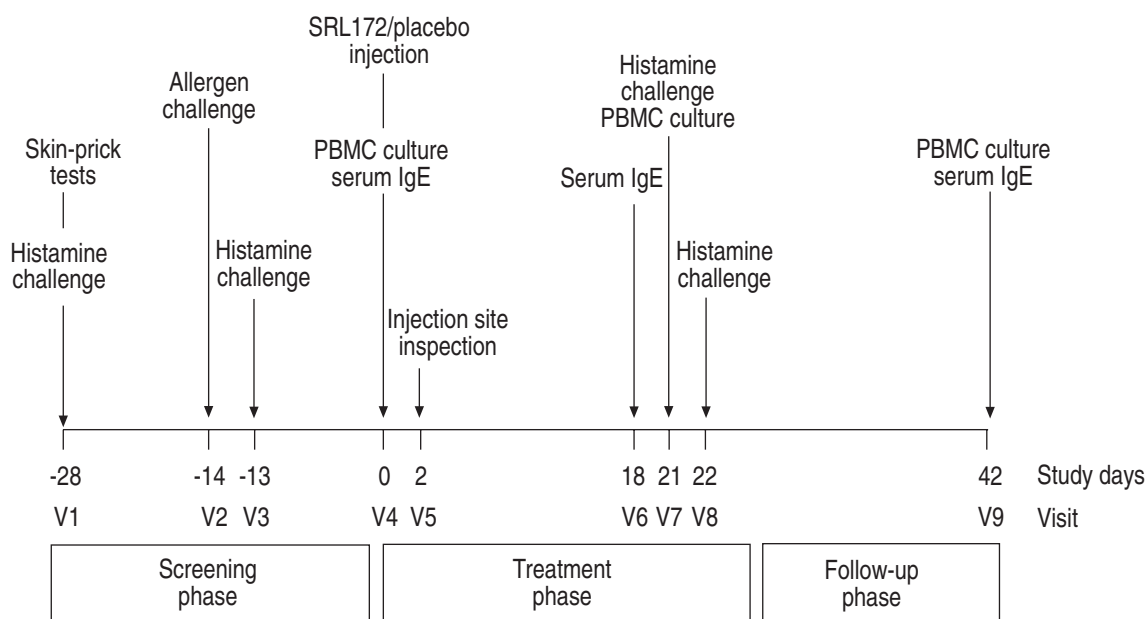 SRL172/placebo
injection
Allergen
challenge
Histamine
challenge
PBMC culture
Skin-prick
tests
PBMC culture
serum IgE
Serum IgE
PBMC culture
serum IgE
Histamine
challenge
Histamine
challenge
Histamine
challenge
Injection site
inspection
-28 -14 -13 0 2 18 21 22 42 Study days
V1 V2 V3 V4 V5 V6 V7 V8 V9 Visit
Screening
phase
Treatment
phase
Follow-up
phase